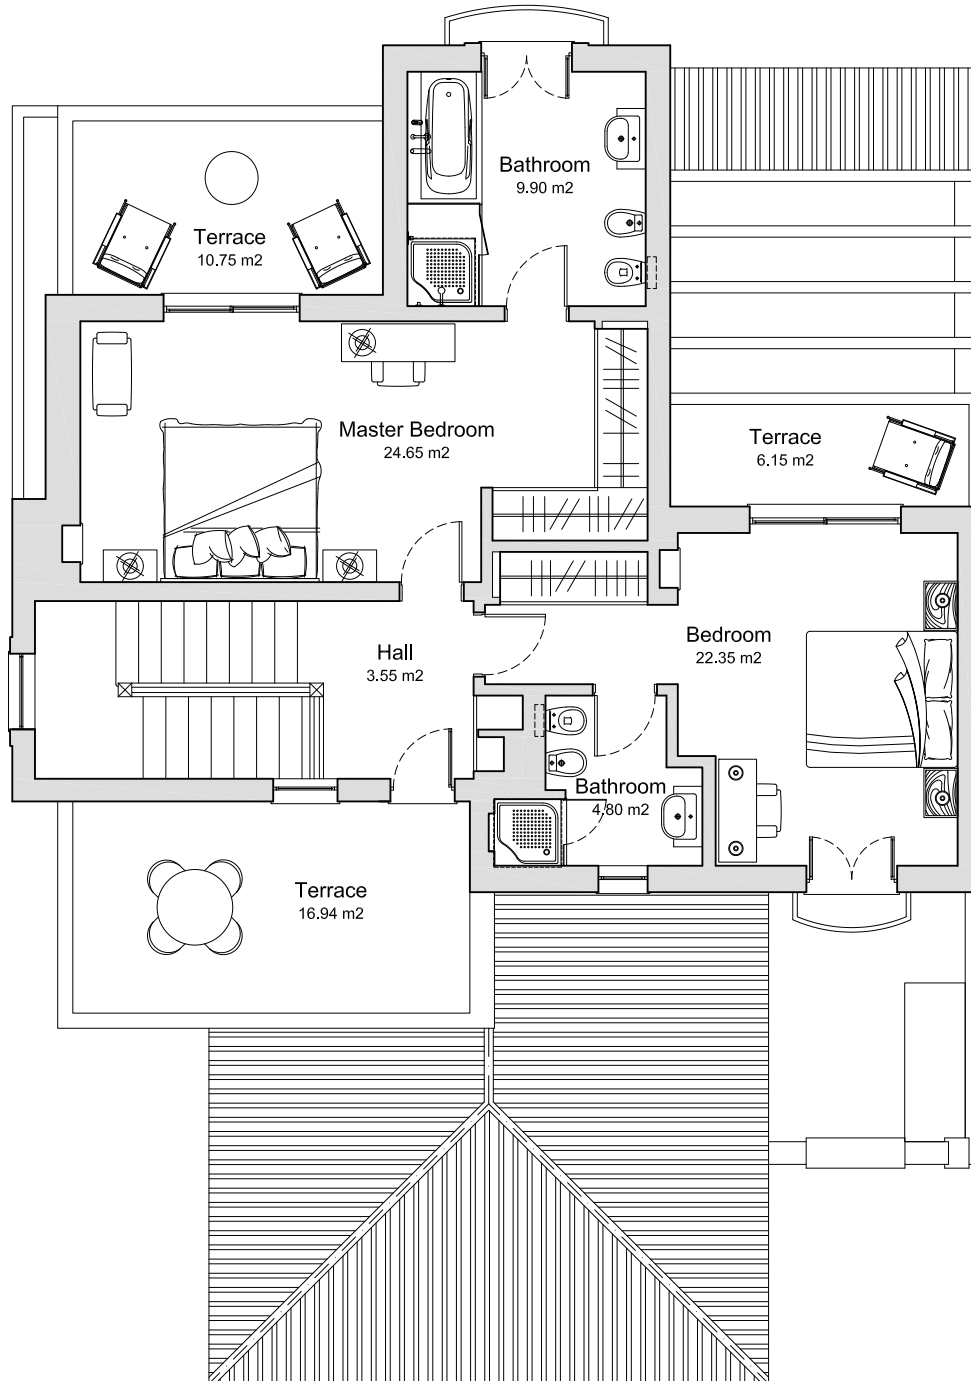 Bathroom
9.90 m2
Terrace
10.75 m2
Master Bedroom
24.65 m2
Terrace
6.15 m2
Hall
3.55 m2
Bedroom
22.35 m2
Bathroom
4.80 m2
Terrace
16.94 m2